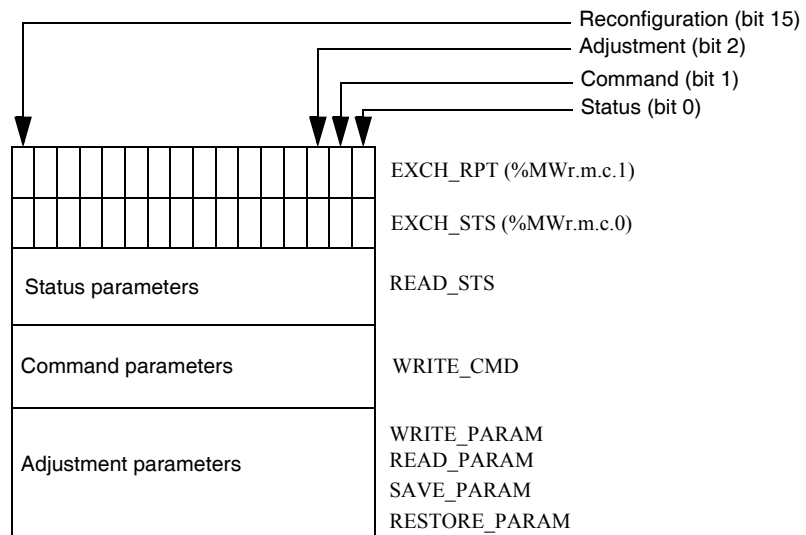 Reconfiguration (bit 15)
Adjustment (bit 2)
Command (bit 1)
Status (bit 0)
EXCH_RPT (%MWr.m.c.1)
EXCH_STS (%MWr.m.c.0)
Status parameters READ_STS
Command parameters WRITE_CMD
WRITE_PARAM
Adjustment parameters READ_PARAM
SAVE_PARAM
RESTORE_PARAM